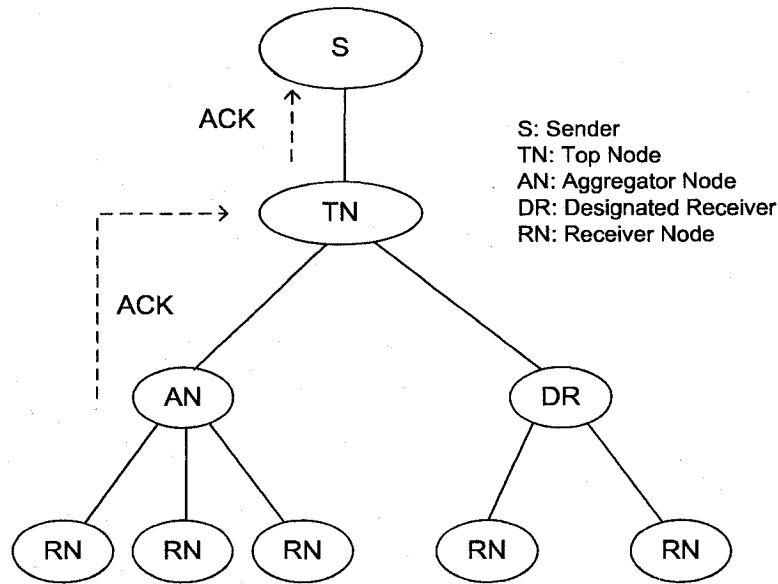 S
ACK
S: Sender
TN: Top Node
AN: Aggregator Node
DR: Designated Receiver
RN: Receiver Node
TN
ACK
AN
DR
RN
RN
RN
RN
RN